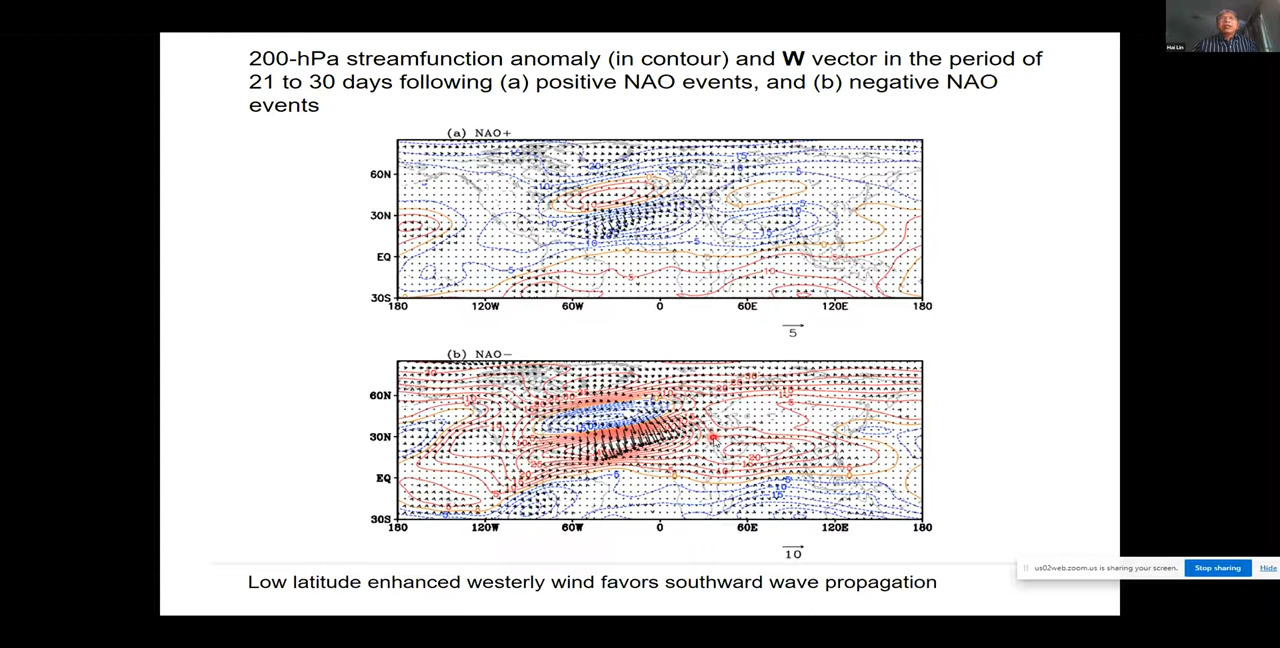 Hai Lin
200-hPa streamfunction anomaly (in contour) and W vector in the period of
21 to 30 days following (a) positive NAO events, and (b) negative NAO
events
(a) NAO+
60N
30N
EQ
30S
180 120W 60W 0 60E 120E 180
5
(b) NAO−
60N
30N
EQ
30S
180 120W 60W 0 60E 120E 180
10
Low latitude enhanced westerly wind favors southward wave propagation
us02web.zoom.us is sharing your screen. Stop sharing Hide